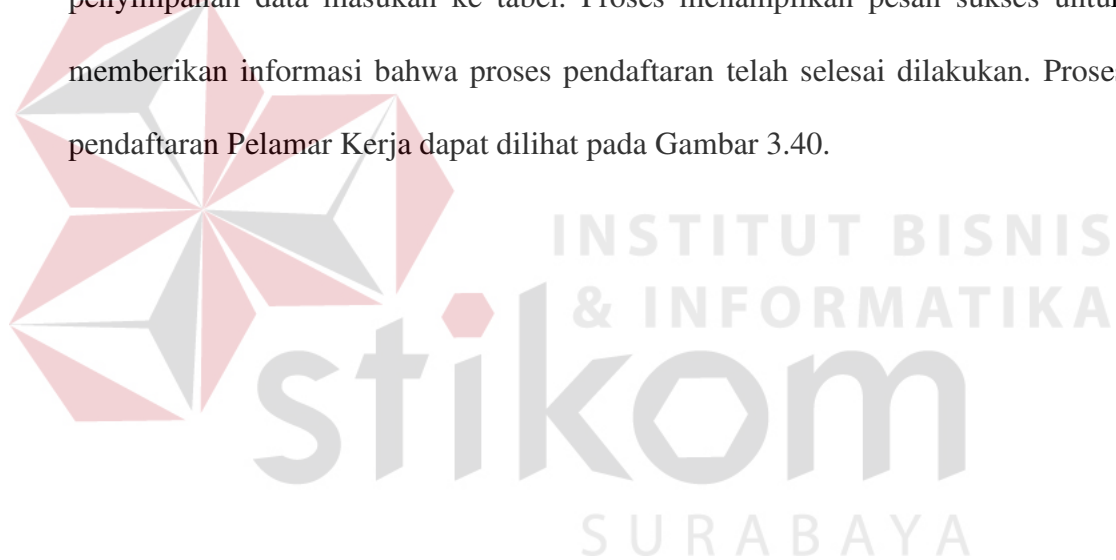 penyimpanan data masukan ke tabel. Proses menampilkan pesan sukses untuk
memberikan informasi bahwa proses pendaftaran telah selesai dilakukan. Proses
pendaftaran Pelamar Kerja dapat dilihat pada Gambar 3.40.
INSTITUT BISNIS
& INFORMATIKA
stikom
SURABAYA